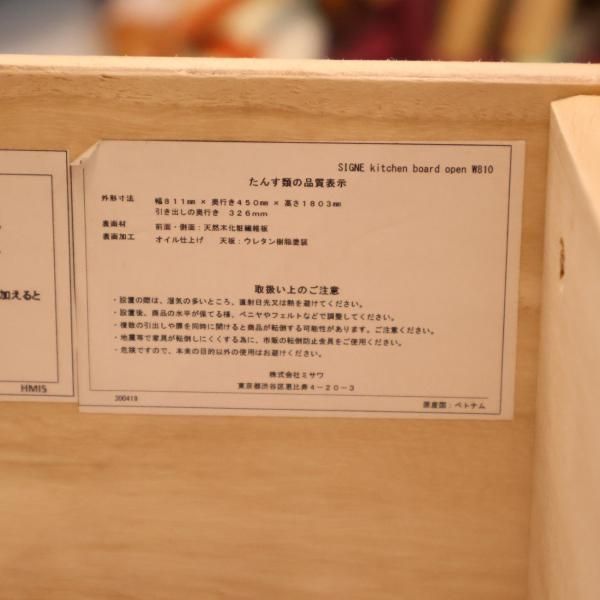 SIGNE kitchen board open W810
たんす類の品質表示
外形寸法 幅811mm × 奥行き450mm × 高さ1803mm
引き出しの奥行き 326mm
表面材 前面・側面:天然木化粧繊維板
表面加工 オイル仕上げ 天板:ウレタン樹脂塗装
取扱い上のご注意
・設置の際は、湿気の多いところ、直射日光又は熱を避けてください。
・設置後、商品の水平が保てる様、ベニヤやフェルトなどで調整してください。
・複数の引出しや扉を同時に開けると商品が転倒する可能性があります。ご注意ください。
・地震等で家具が転倒しにくくする為に、市販の転倒防止金具をご使用ください。
・危険ですので、本来の目的以外の使用はお避けください。
株式会社ミサワ
東京都渋谷区恵比寿4-20-3
300419
原産国:ベトナム
加えると
HMIS